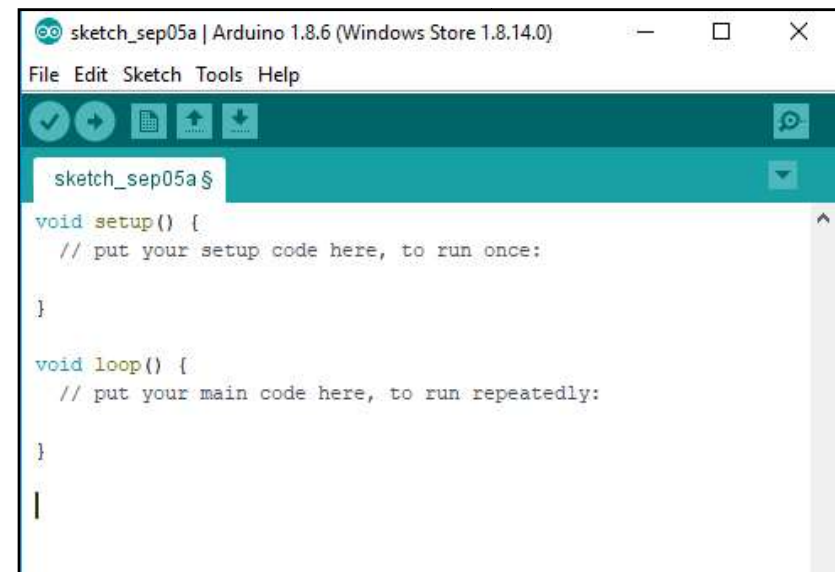 sketch_sep05a | Arduino 1.8.6 (Windows Store 1.8.14.0)
File Edit Sketch Tools Help
sketch_sep05a §
void setup() {
  // put your setup code here, to run once:
}
void loop() {
  // put your main code here, to run repeatedly:
}